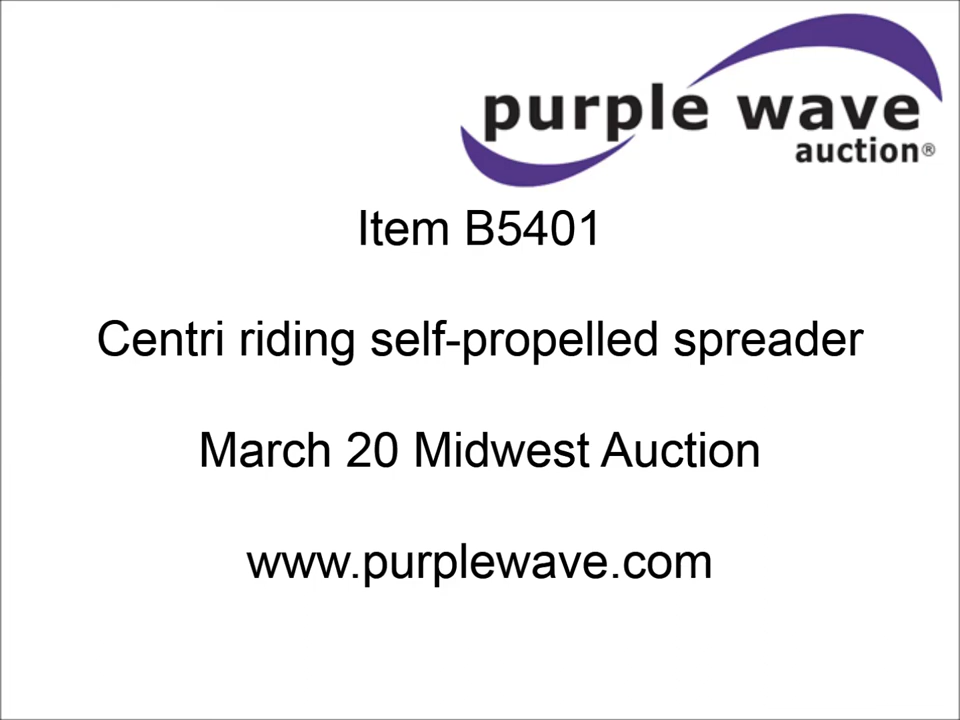 purple wave
auction®
Item B5401
Centri riding self-propelled spreader
March 20 Midwest Auction
www.purplewave.com